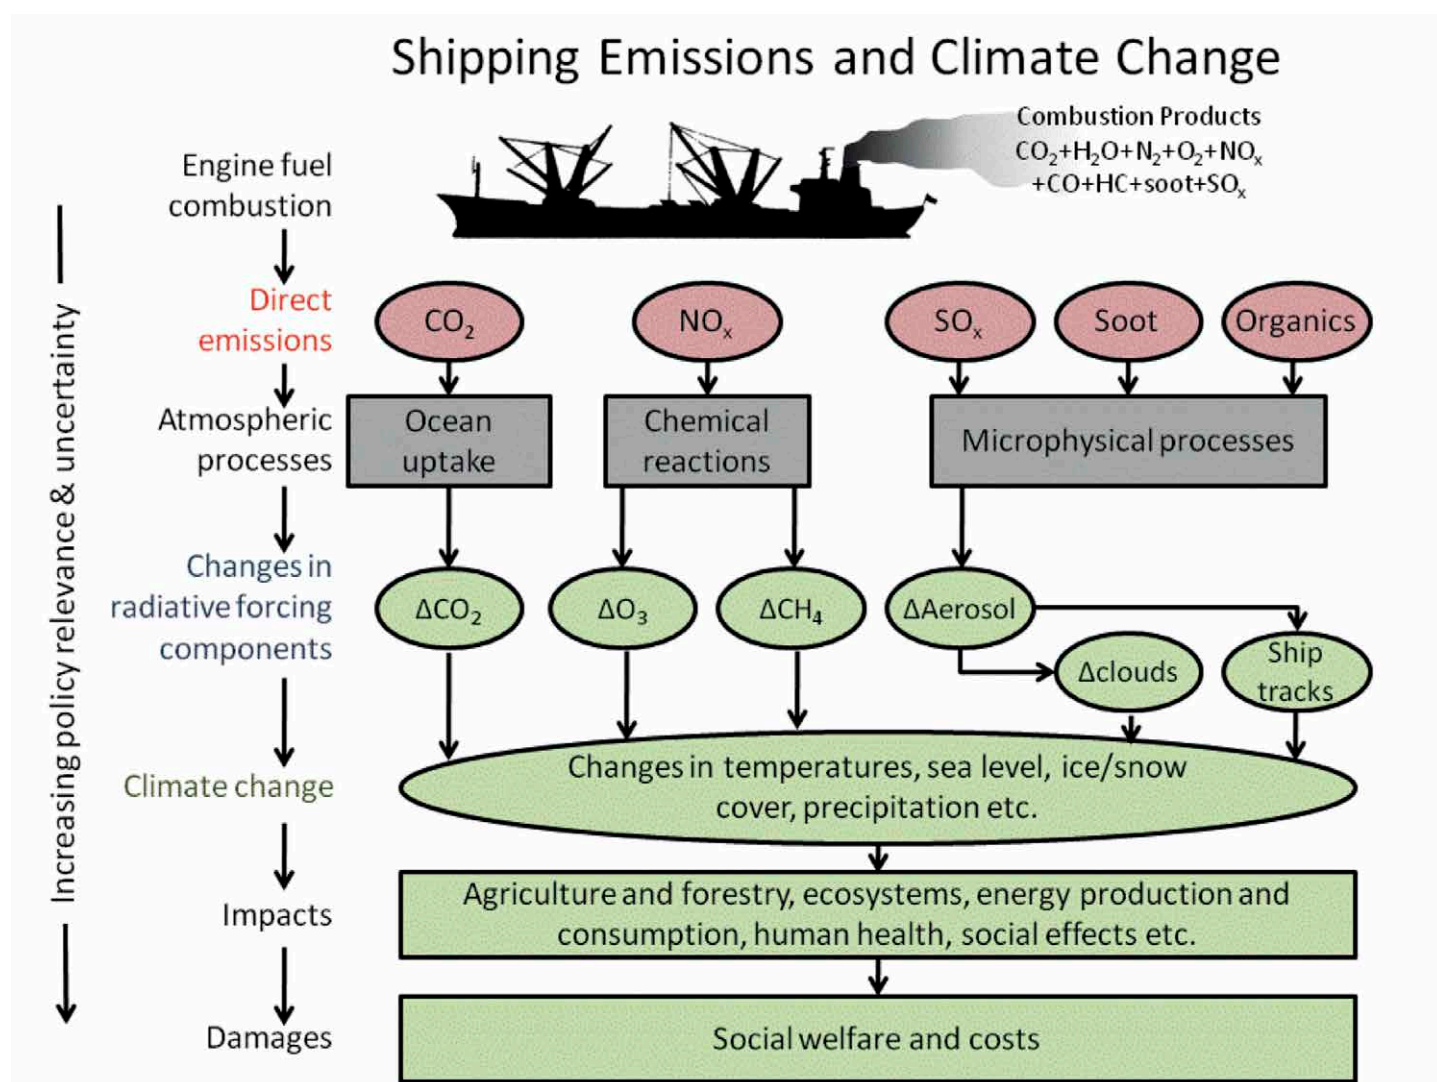 Shipping Emissions and Climate Change
Combustion Products
CO₂+H₂O+N₂+O₂+NOₓ
+CO+HC+soot+SOₓ
Engine fuel
combustion
Increasing policy relevance & uncertainty
Direct
emissions
CO₂
NOₓ
SOₓ
Soot
Organics
Atmospheric
processes
Ocean
uptake
Chemical
reactions
Microphysical processes
Changes in
radiative forcing
components
ΔCO₂
ΔO₃
ΔCH₄
ΔAerosol
Δclouds
Ship
tracks
Climate change
Changes in temperatures, sea level, ice/snow
cover, precipitation etc.
Impacts
Agriculture and forestry, ecosystems, energy production and
consumption, human health, social effects etc.
Damages
Social welfare and costs